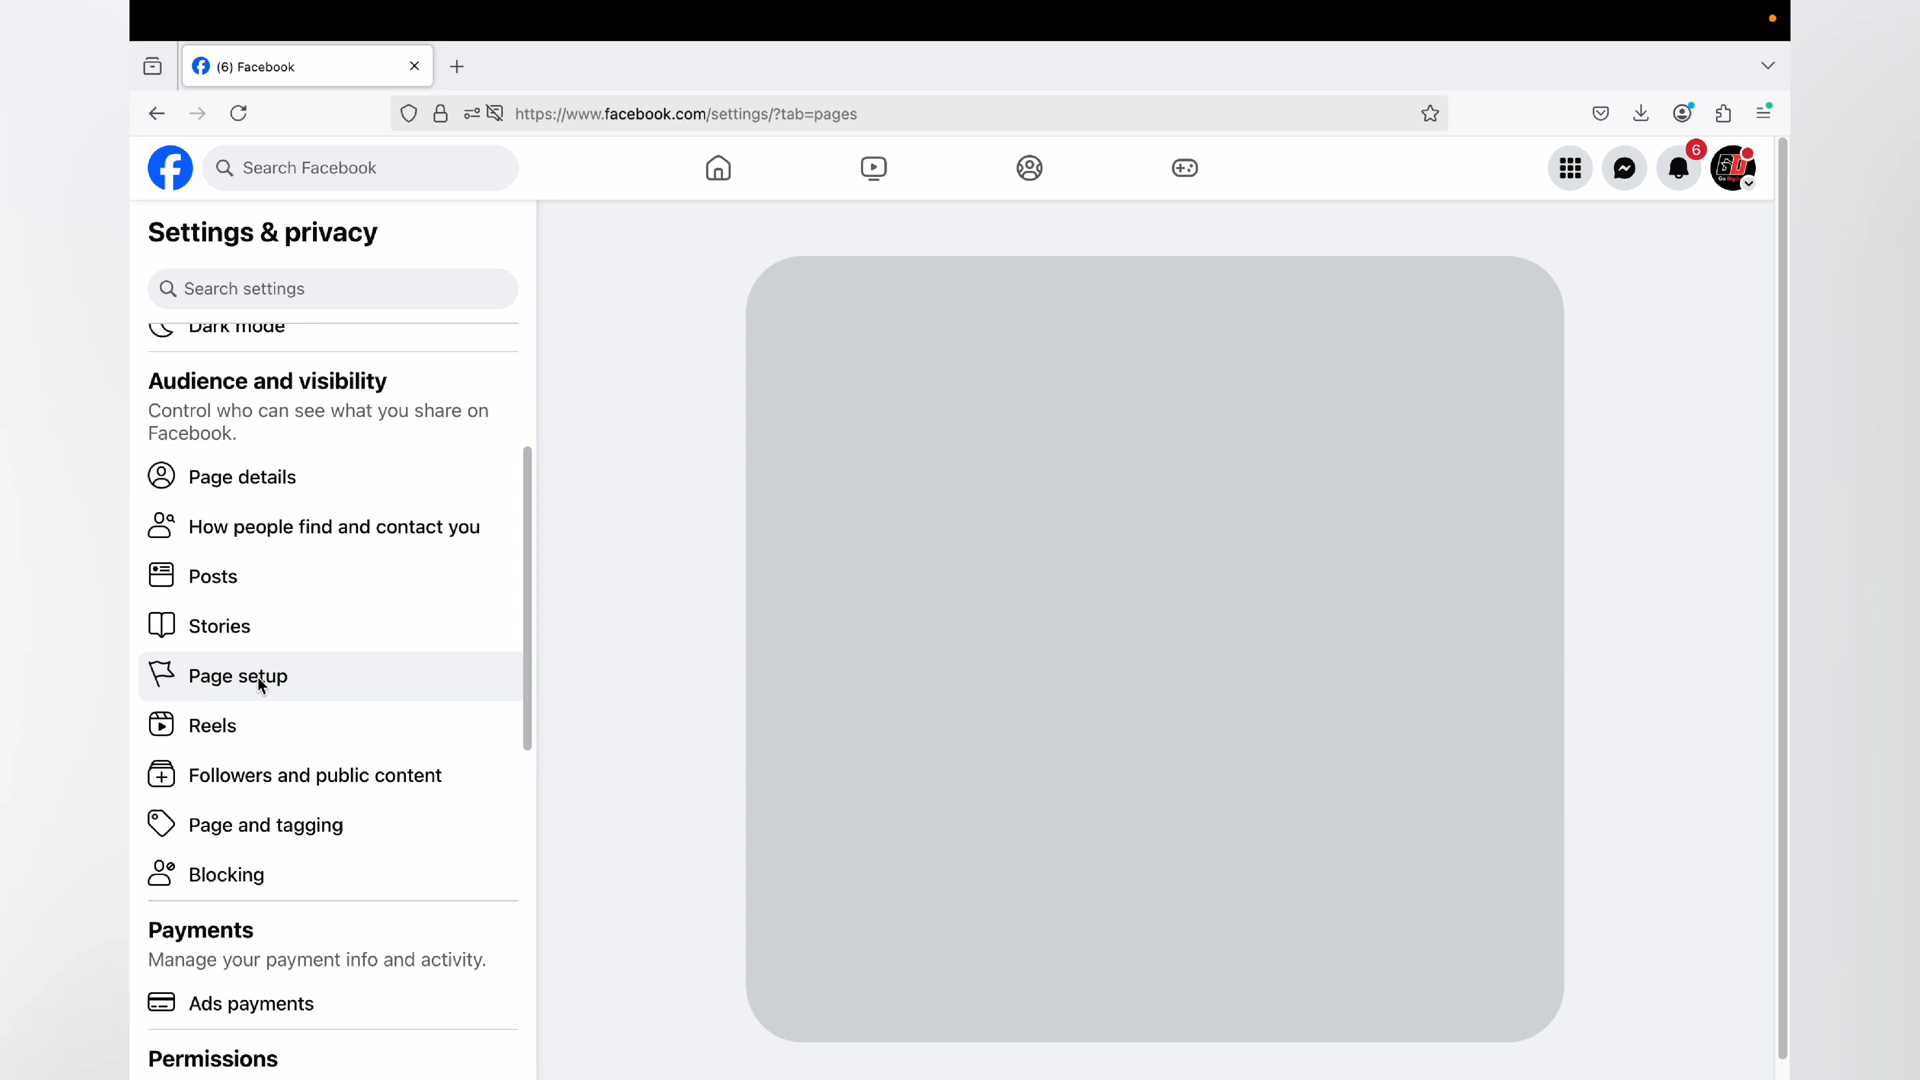 (6) Facebook
https://www.facebook.com/settings/?tab=pages
Search Facebook
6
Settings & privacy
Search settings
Dark mode
Audience and visibility
Control who can see what you share on
Facebook.
Page details
How people find and contact you
Posts
Stories
Page setup
Reels
Followers and public content
Page and tagging
Blocking
Payments
Manage your payment info and activity.
Ads payments
Permissions